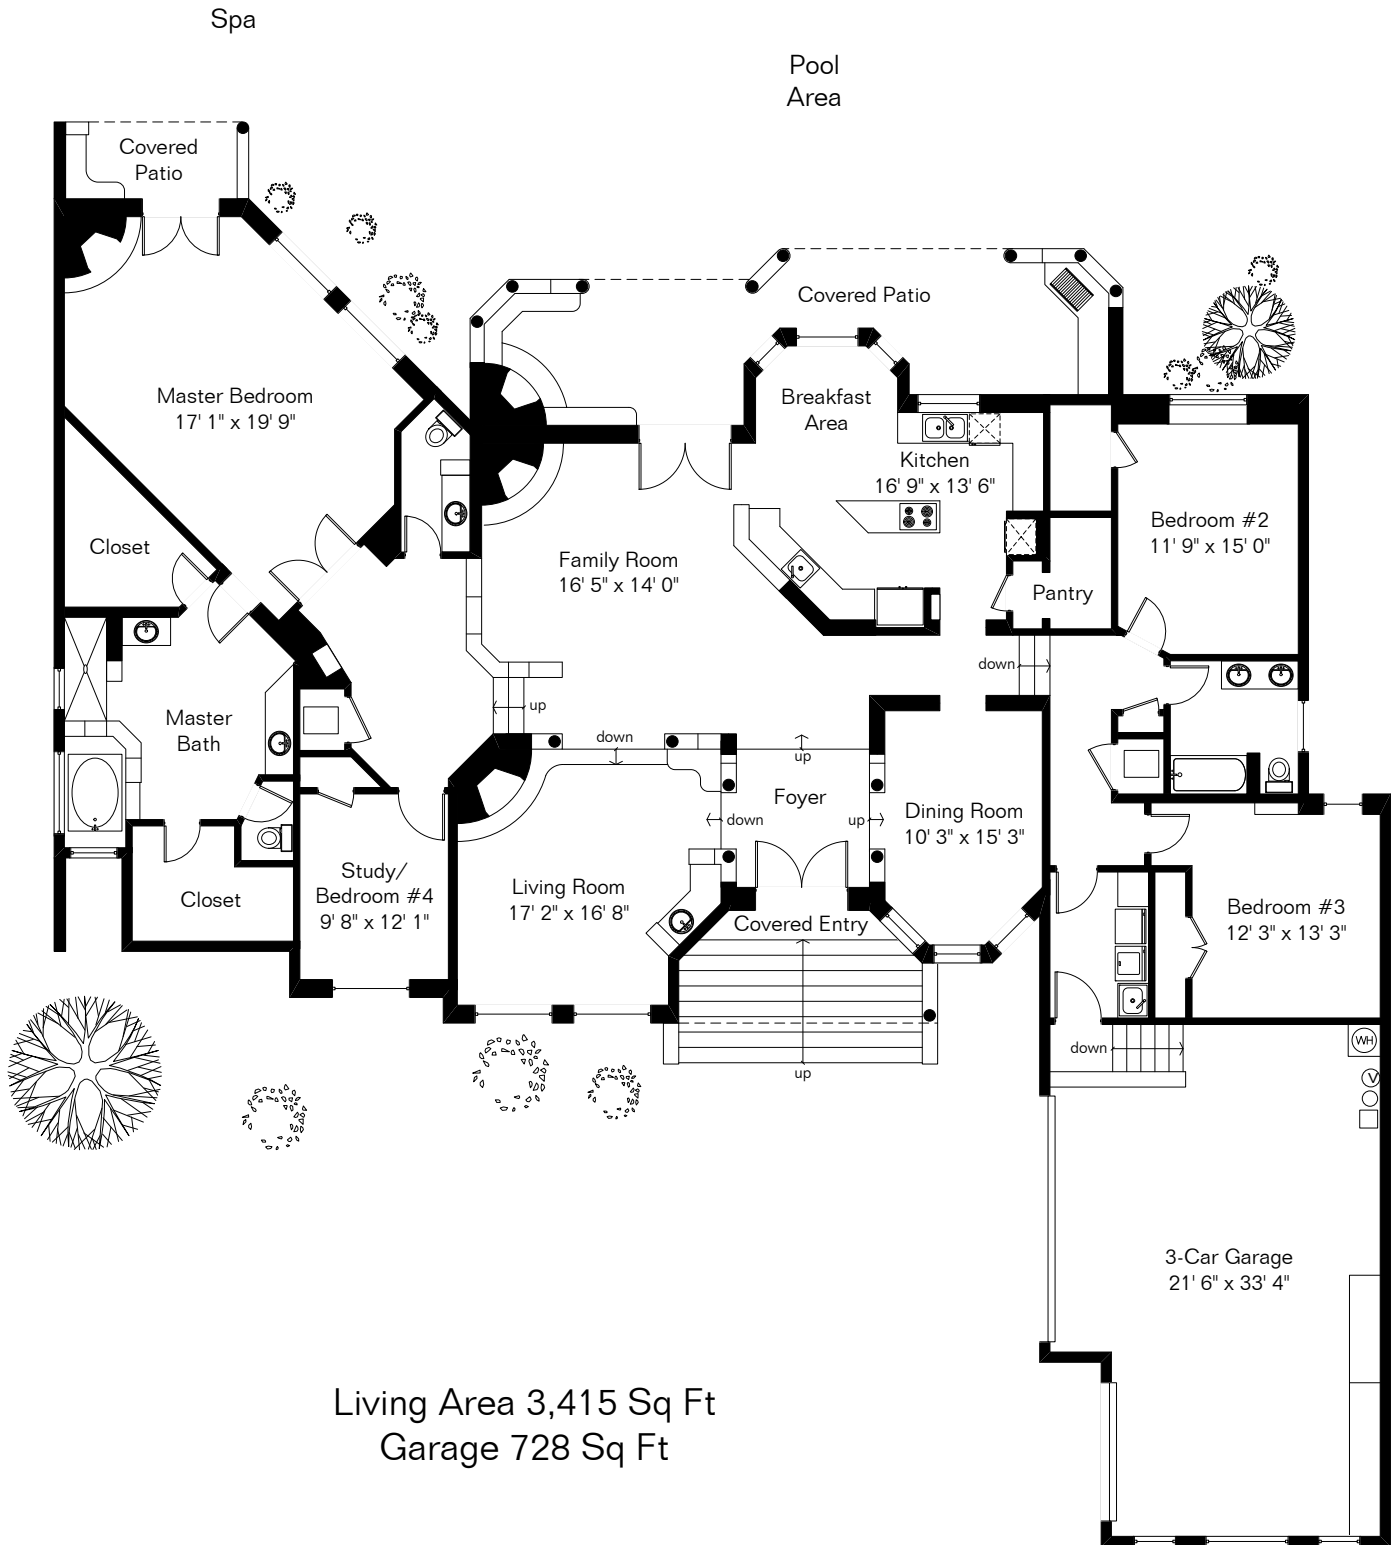 Spa
Pool
Area
Covered
Patio
Covered Patio
Master Bedroom
17' 1" x 19' 9"
Breakfast
Area
Kitchen
16' 9" x 13' 6"
Bedroom #2
11' 9" x 15' 0"
Closet
Family Room
16' 5" x 14' 0"
Pantry
down
up
Master
Bath
down
up
Foyer
down
up
Dining Room
10' 3" x 15' 3"
Study/
Bedroom #4
9' 8" x 12' 1"
Closet
Living Room
17' 2" x 16' 8"
Covered Entry
Bedroom #3
12' 3" x 13' 3"
up
down
WH
V
3-Car Garage
21' 6" x 33' 4"
Living Area 3,415 Sq Ft
Garage 728 Sq Ft